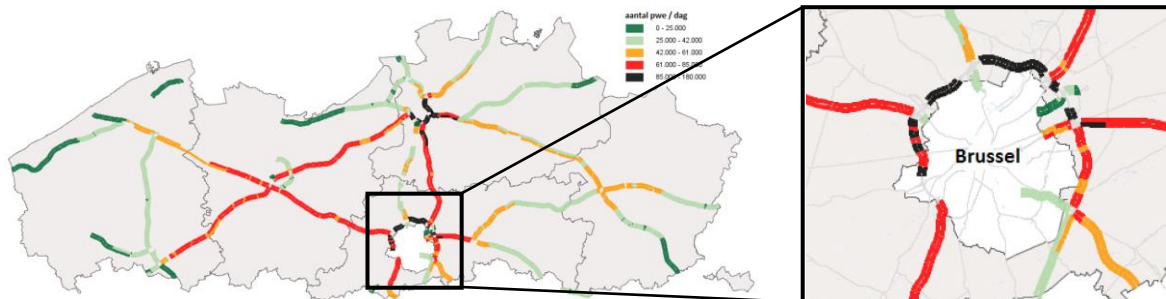 aantal pwe / dag
0 - 25.000
25.000 - 42.000
42.000 - 61.000
61.000 - 85.000
85.000 - 180.000
Brussel